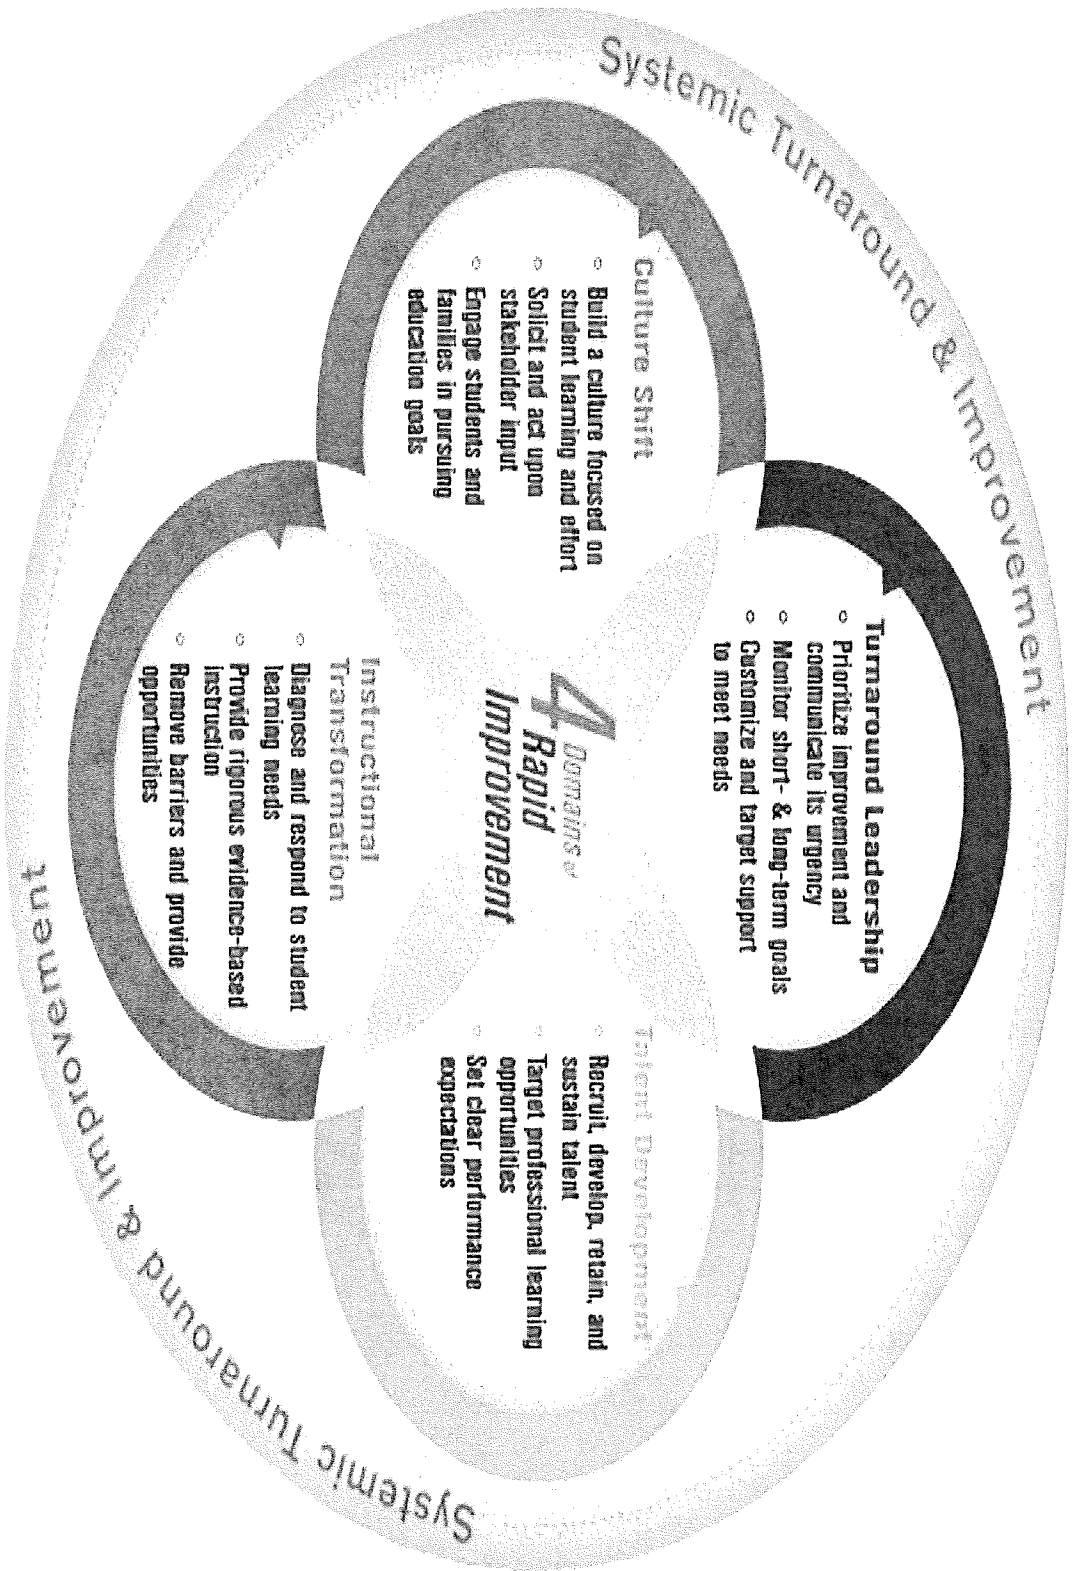 Systemic Turnaround & Improvement
Turnaround Leadership
Prioritize improvement and
communicate its urgency
Monitor short- & long-term goals
Customize and target support
to meet needs
Culture Shift
Build a culture focused on
student learning and effort
Solicit and act upon
stakeholder input
Engage students and
families in pursuing
education goals
4 Domains of
Rapid
Improvement
Talent Development
Recruit, develop, retain, and
sustain talent
Target professional learning
opportunities
Set clear performance
expectations
Instructional
Transformation
Diagnose and respond to student
learning needs
Provide rigorous evidence-based
instruction
Remove barriers and provide
opportunities
Systemic Turnaround & Improvement